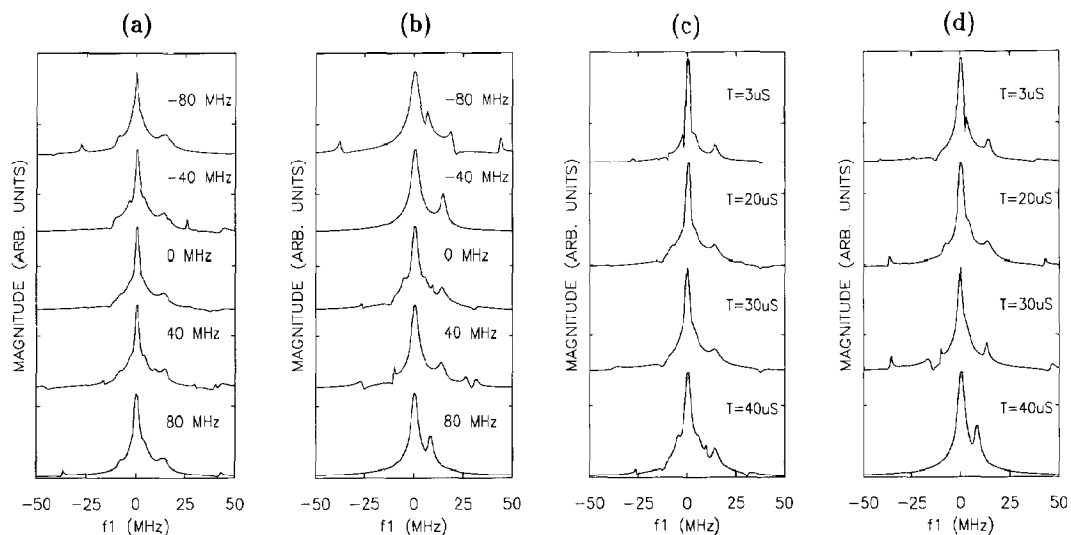 (a)
MAGNITUDE (ARB. UNITS)
-80 MHz
-40 MHz
0 MHz
40 MHz
80 MHz
-50 -25 0 25 50
f1 (MHz)
(b)
MAGNITUDE (ARB. UNITS)
-80 MHz
-40 MHz
0 MHz
40 MHz
80 MHz
-50 -25 0 25 50
f1 (MHz)
(c)
MAGNITUDE (ARB. UNITS)
T=3uS
T=20uS
T=30uS
T=40uS
-50 -25 0 25 50
f1 (MHz)
(d)
MAGNITUDE (ARB. UNITS)
T=3uS
T=20uS
T=30uS
T=40uS
-50 -25 0 25 50
f1 (MHz)